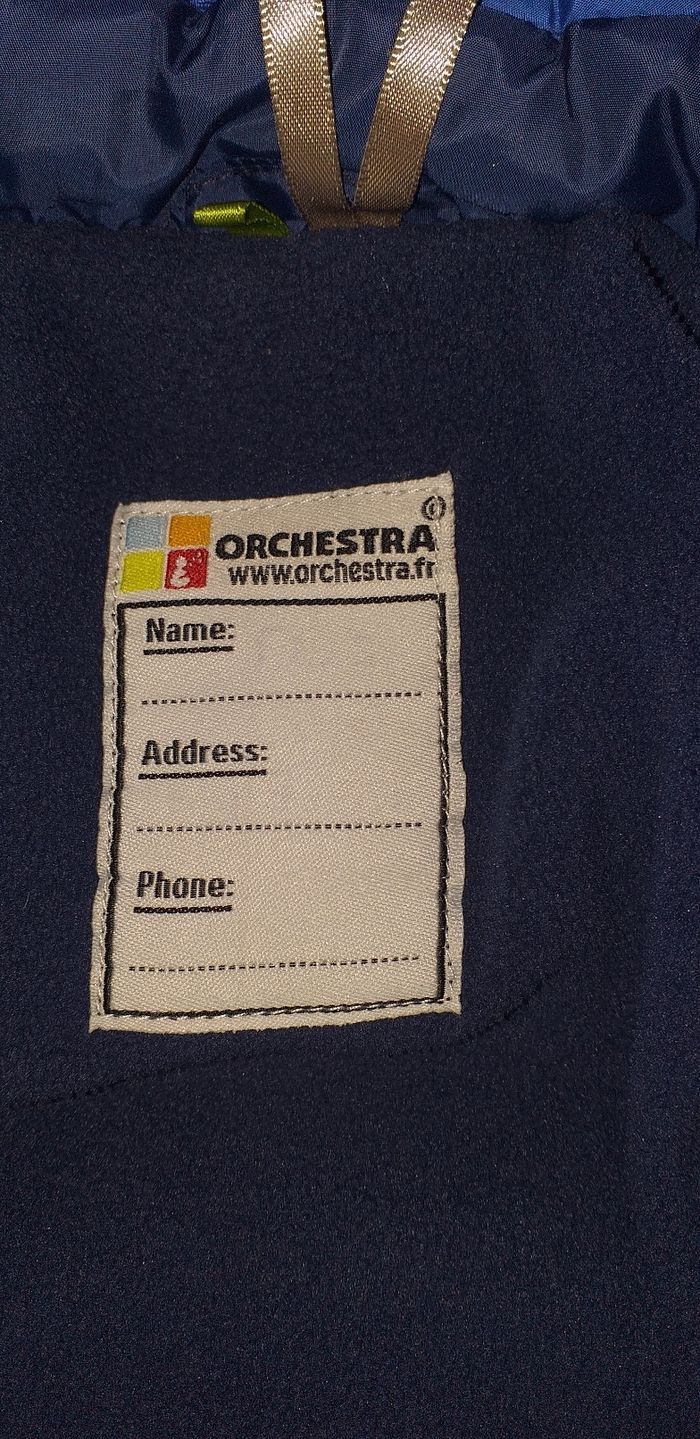 ©
ORCHESTRA
www.orchestra.fr
Name:
Address:
Phone: